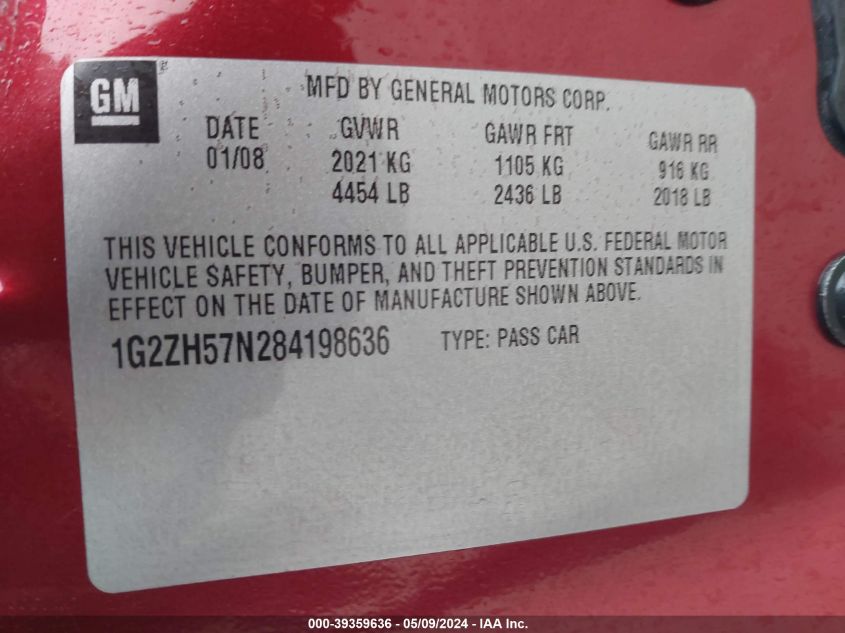 GM
MFD BY GENERAL MOTORS CORP.
DATE GVWR GAWR FRT GAWR RR
01/08 2021 KG 1105 KG 916 KG
4454 LB 2436 LB 2018 LB
THIS VEHICLE CONFORMS TO ALL APPLICABLE U.S. FEDERAL MOTOR
VEHICLE SAFETY, BUMPER, AND THEFT PREVENTION STANDARDS IN
EFFECT ON THE DATE OF MANUFACTURE SHOWN ABOVE.
1G2ZH57N284198636 TYPE: PASS CAR
000-39359636 - 05/09/2024 - IAA Inc.